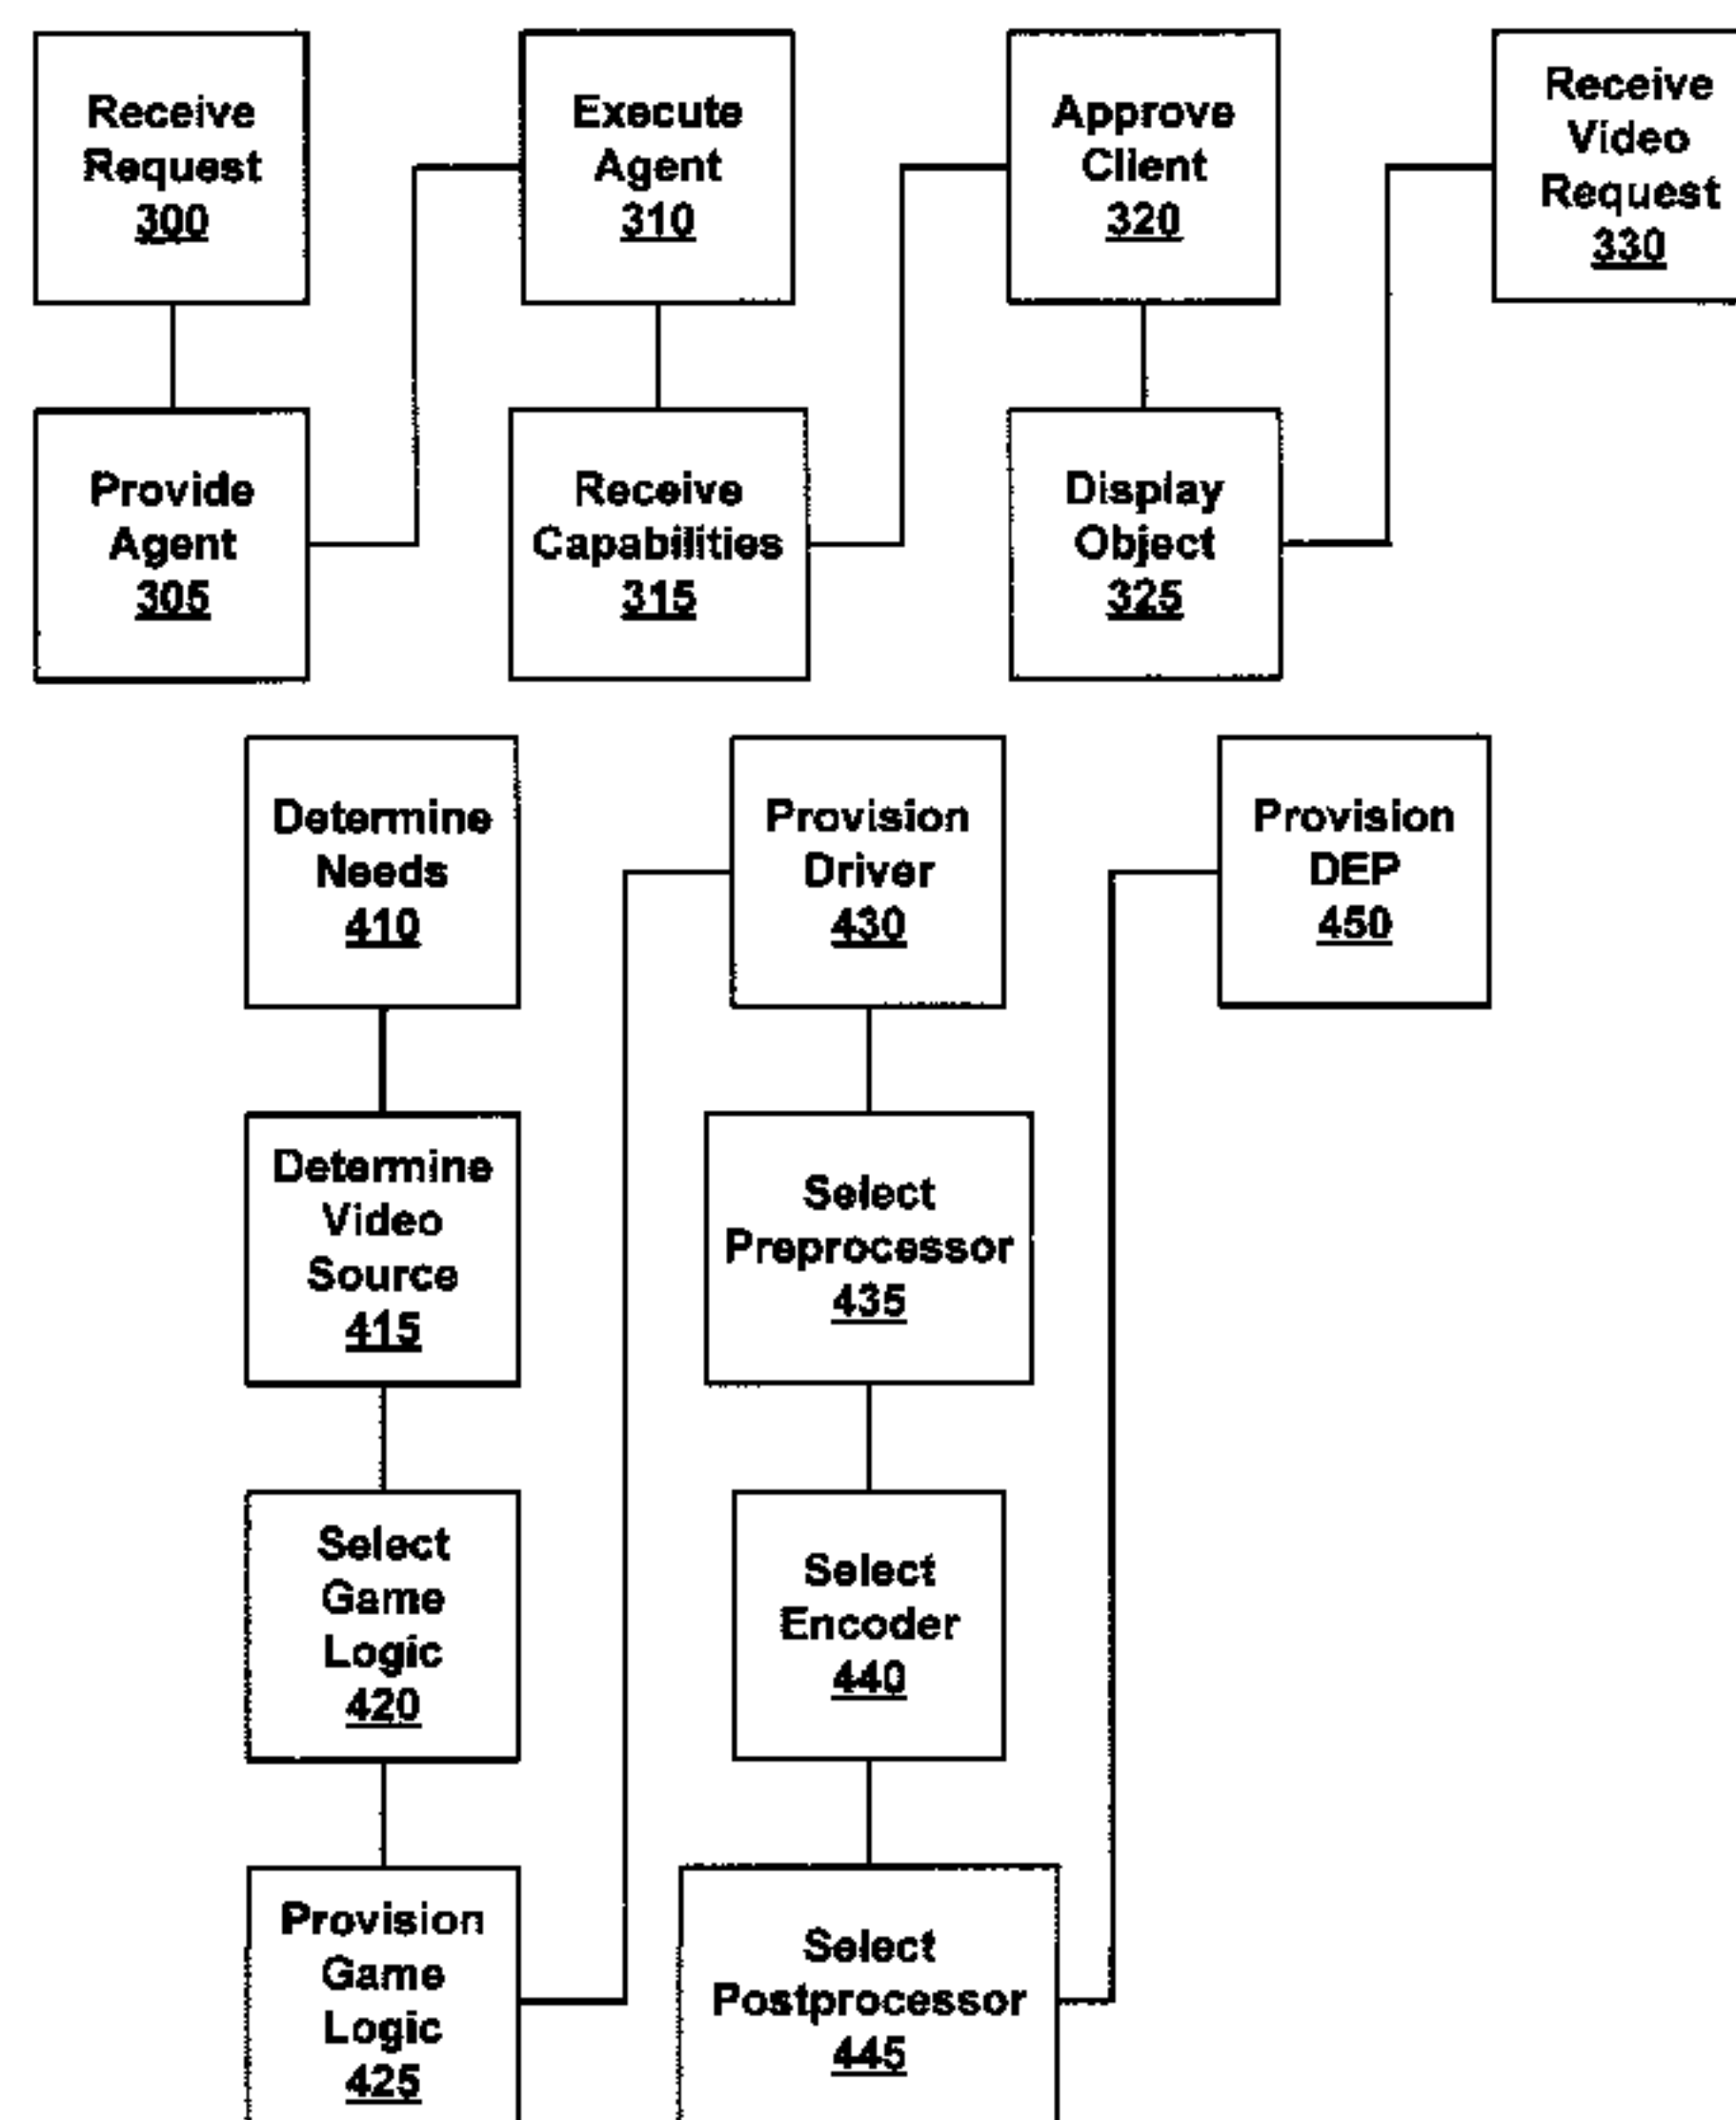 Receive
Request
300
Provide
Agent
305
Execute
Agent
310
Receive
Capabilities
315
Approve
Client
320
Display
Object
325
Receive
Video
Request
330
Determine
Needs
410
Determine
Video
Source
415
Select
Game
Logic
420
Provision
Game
Logic
425
Provision
Driver
430
Select
Preprocessor
435
Select
Encoder
440
Select
Postprocessor
445
Provision
DEP
450